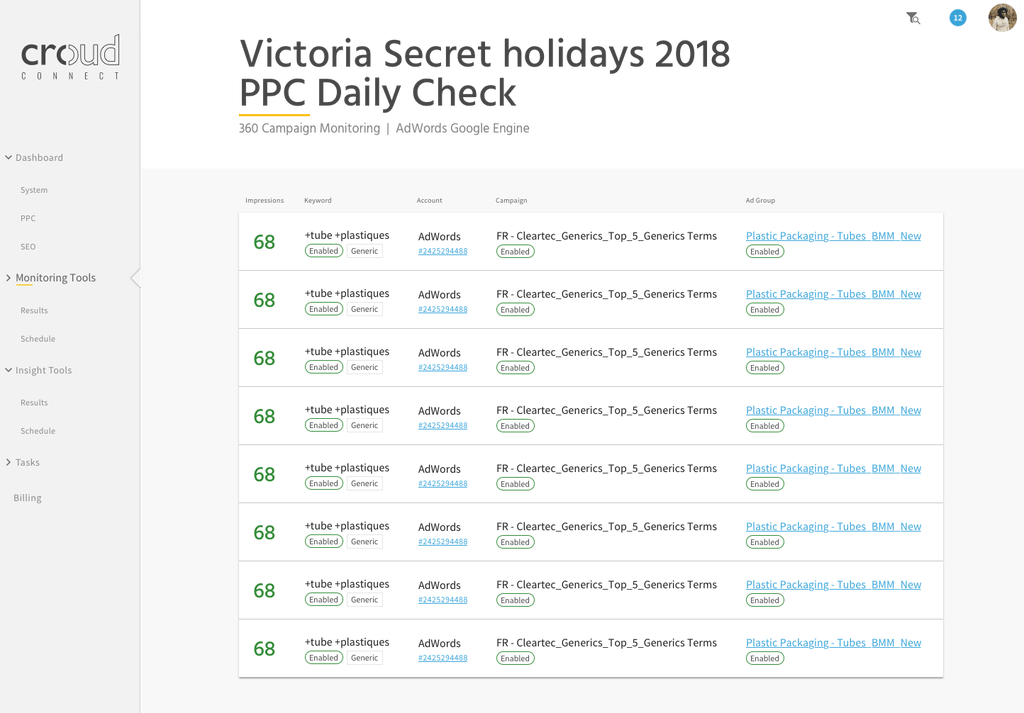 croud
CONNECT
12
Victoria Secret holidays 2018
PPC Daily Check
360 Campaign Monitoring | AdWords Google Engine
Dashboard
System
PPC
SEO
Monitoring Tools
Results
Schedule
Insight Tools
Results
Schedule
Tasks
Billing
Impressions Keyword Account Campaign Ad Group
68 +tube +plastiques AdWords FR - Cleartec_Generics_Top_5_Generics Terms Plastic Packaging - Tubes_BMM_New
Enabled Generic #2425294488 Enabled Enabled
68 +tube +plastiques AdWords FR - Cleartec_Generics_Top_5_Generics Terms Plastic Packaging - Tubes_BMM_New
Enabled Generic #2425294488 Enabled Enabled
68 +tube +plastiques AdWords FR - Cleartec_Generics_Top_5_Generics Terms Plastic Packaging - Tubes_BMM_New
Enabled Generic #2425294488 Enabled Enabled
68 +tube +plastiques AdWords FR - Cleartec_Generics_Top_5_Generics Terms Plastic Packaging - Tubes_BMM_New
Enabled Generic #2425294488 Enabled Enabled
68 +tube +plastiques AdWords FR - Cleartec_Generics_Top_5_Generics Terms Plastic Packaging - Tubes_BMM_New
Enabled Generic #2425294488 Enabled Enabled
68 +tube +plastiques AdWords FR - Cleartec_Generics_Top_5_Generics Terms Plastic Packaging - Tubes_BMM_New
Enabled Generic #2425294488 Enabled Enabled
68 +tube +plastiques AdWords FR - Cleartec_Generics_Top_5_Generics Terms Plastic Packaging - Tubes_BMM_New
Enabled Generic #2425294488 Enabled Enabled
68 +tube +plastiques AdWords FR - Cleartec_Generics_Top_5_Generics Terms Plastic Packaging - Tubes_BMM_New
Enabled Generic #2425294488 Enabled Enabled